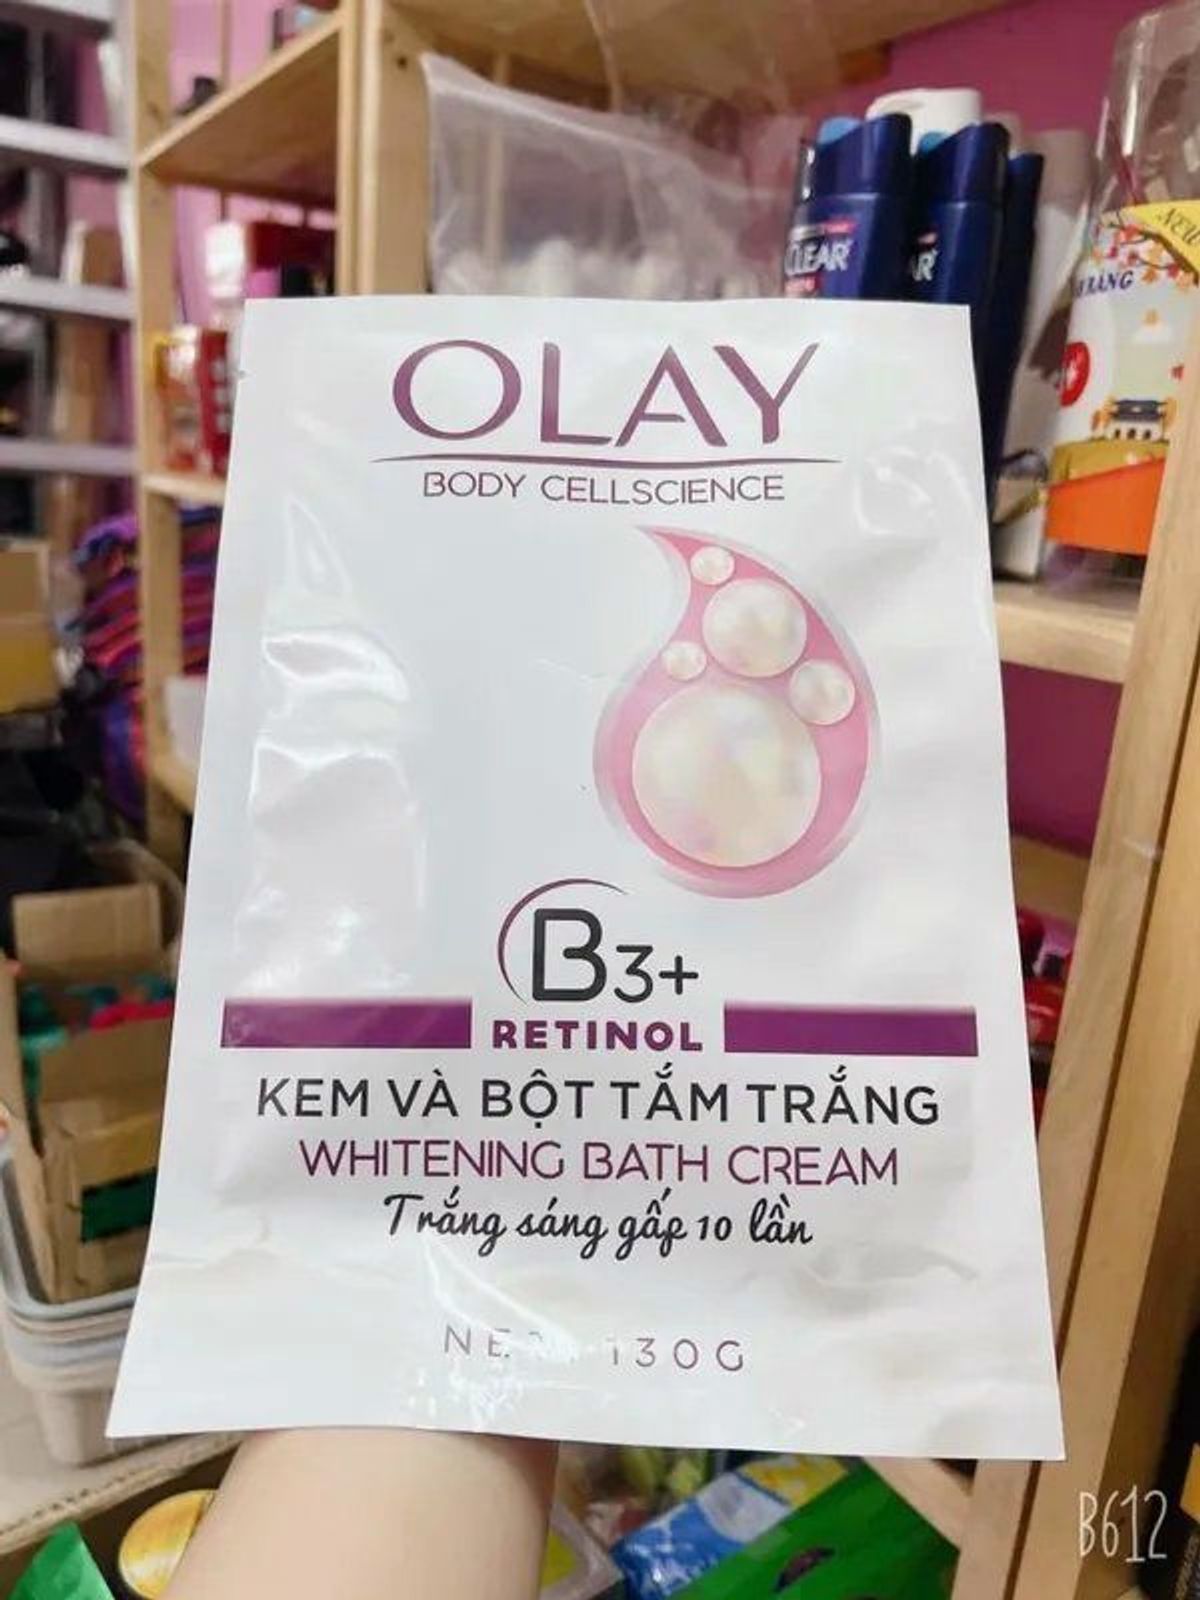 OLAY
BODY CELLSCIENCE
B3+
RETINOL
KEM VÀ BỘT TẮM TRẮNG
WHITENING BATH CREAM
Trắng sáng gấp 10 lần
130G
CLEAR
NEW
B612